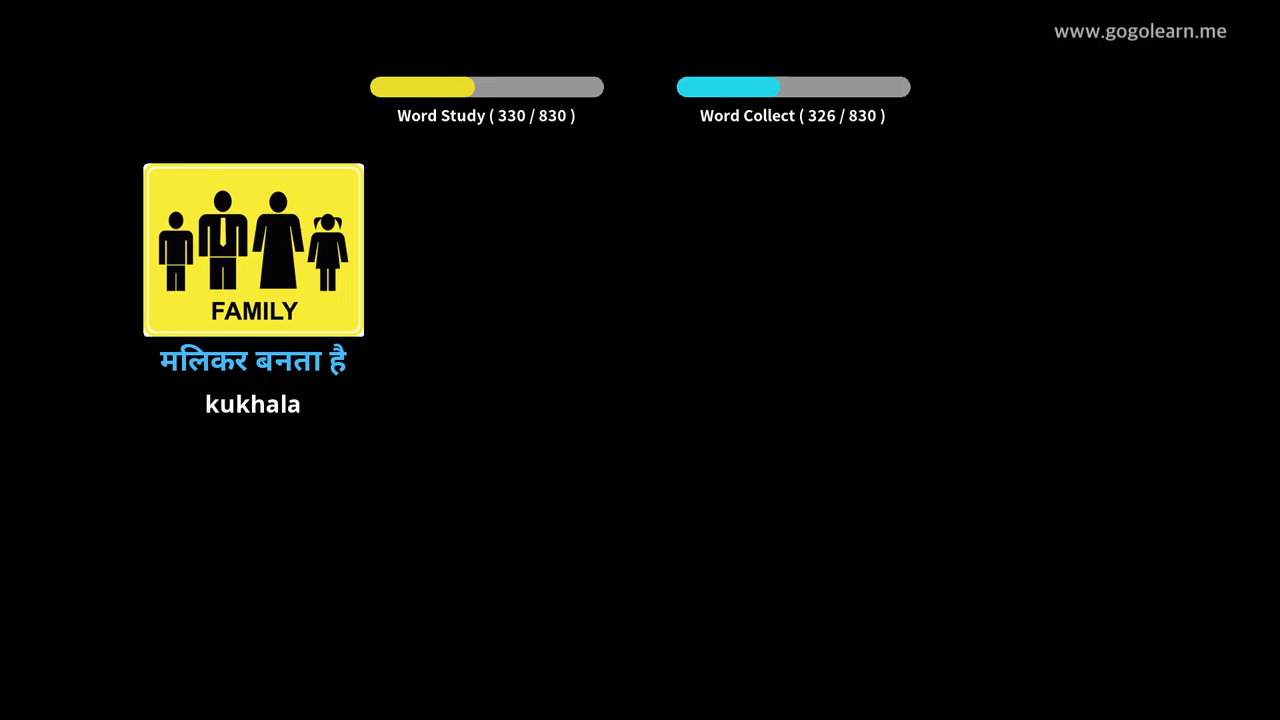 www.gogolearn.me
Word Study ( 330 / 830 )
Word Collect ( 326 / 830 )
FAMILY
मलिकर बनता है
kukhala